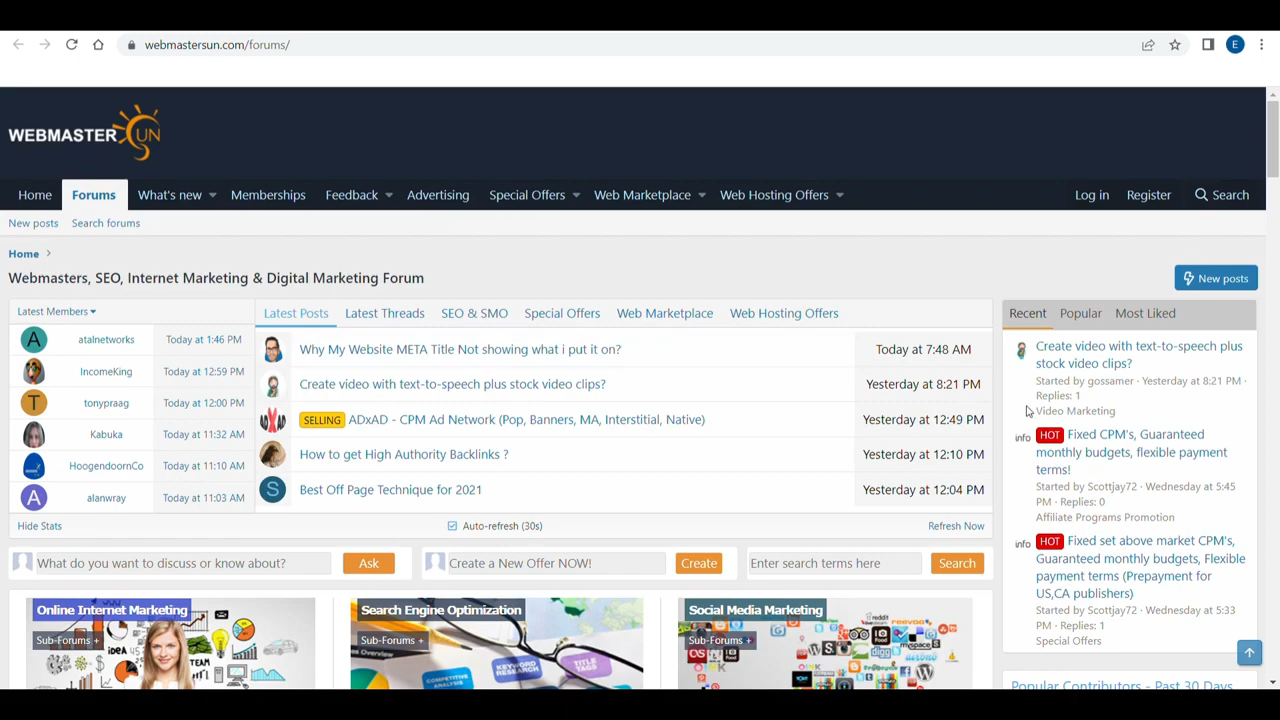 webmastersun.com/forums/
E
WEBMASTERSUN
Home Forums What's new Memberships Feedback Advertising Special Offers Web Marketplace Web Hosting Offers Log in Register Search
New posts Search forums
Home
Webmasters, SEO, Internet Marketing & Digital Marketing Forum
New posts
Latest Members
A atalnetworks Today at 1:46 PM
IncomeKing Today at 12:59 PM
T tonypraag Today at 12:00 PM
Kabuka Today at 11:32 AM
HoogendoornCo Today at 11:10 AM
A alanwray Today at 11:03 AM
Latest Posts Latest Threads SEO & SMO Special Offers Web Marketplace Web Hosting Offers
Why My Website META Title Not showing what i put it on? Today at 7:48 AM
Create video with text-to-speech plus stock video clips? Yesterday at 8:21 PM
ADXAD SELLING ADxAD - CPM Ad Network (Pop, Banners, MA, Interstitial, Native) Yesterday at 12:49 PM
How to get High Authority Backlinks ? Yesterday at 12:10 PM
S Best Off Page Technique for 2021 Yesterday at 12:04 PM
Hide Stats Auto-refresh (30s) Refresh Now
What do you want to discuss or know about? Ask Create a New Offer NOW! Create Enter search terms here Search
Online Internet Marketing
Sub-Forums +
IDEA
TEAM
Search Engine Optimization
Sub-Forums +
KEYWORD
RESEARCH
TITLE
TAGS
COMPETITIVE
ANALYSIS
Social Media Marketing
Sub-Forums +
reddit
digg
myspace
Recent Popular Most Liked
Create video with text-to-speech plus
stock video clips?
Started by gossamer · Yesterday at 8:21 PM ·
Replies: 1
Video Marketing
info HOT Fixed CPM's, Guaranteed
monthly budgets, flexible payment
terms!
Started by Scottjay72 · Wednesday at 5:45
PM · Replies: 0
Affiliate Programs Promotion
info HOT Fixed set above market CPM's,
Guaranteed monthly budgets, Flexible
payment terms (Prepayment for
US,CA publishers)
Started by Scottjay72 · Wednesday at 5:33
PM · Replies: 1
Special Offers
Popular Contributors - Past 30 Days